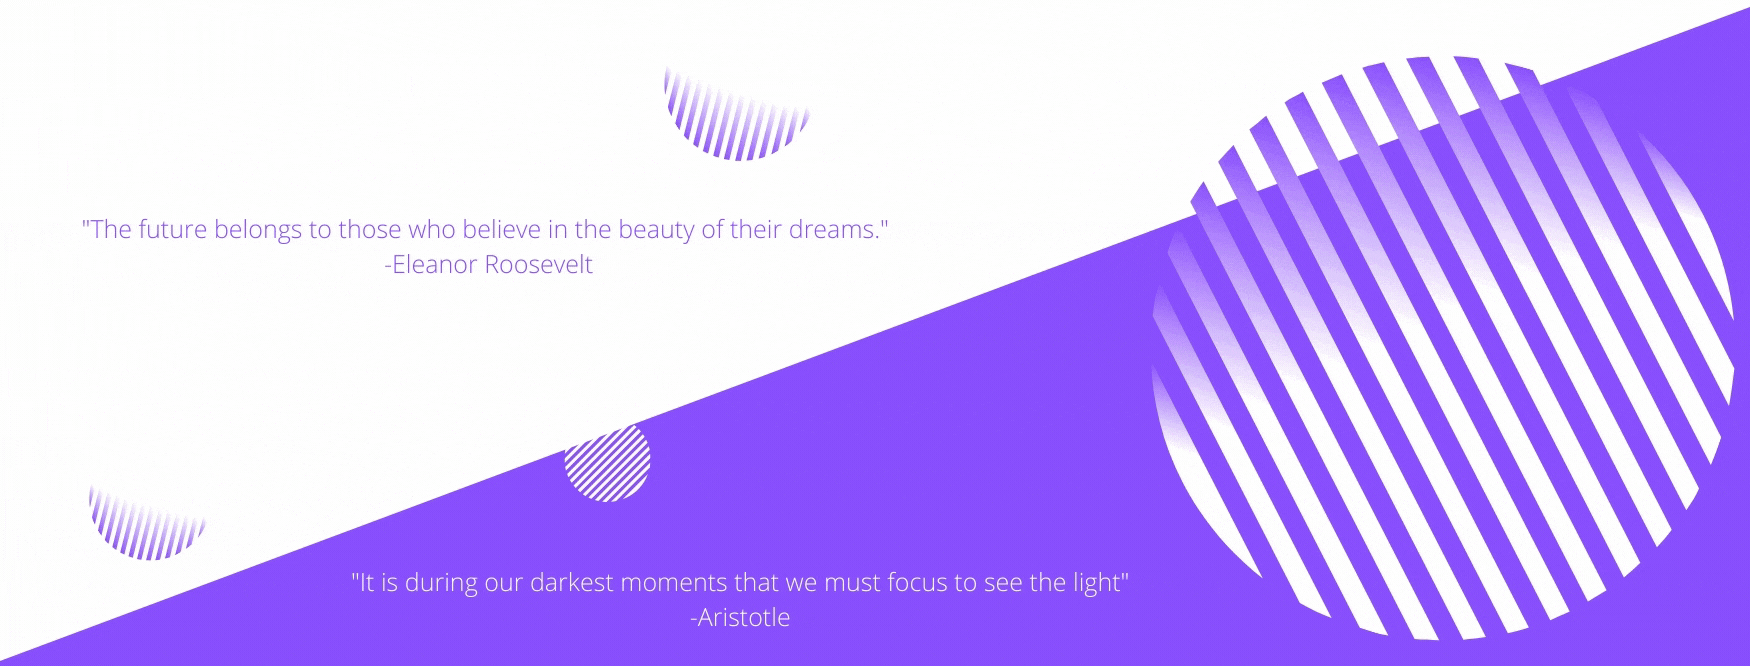 "The future belongs to those who believe in the beauty of their dreams."
-Eleanor Roosevelt
"It is during our darkest moments that we must focus to see the light"
-Aristotle